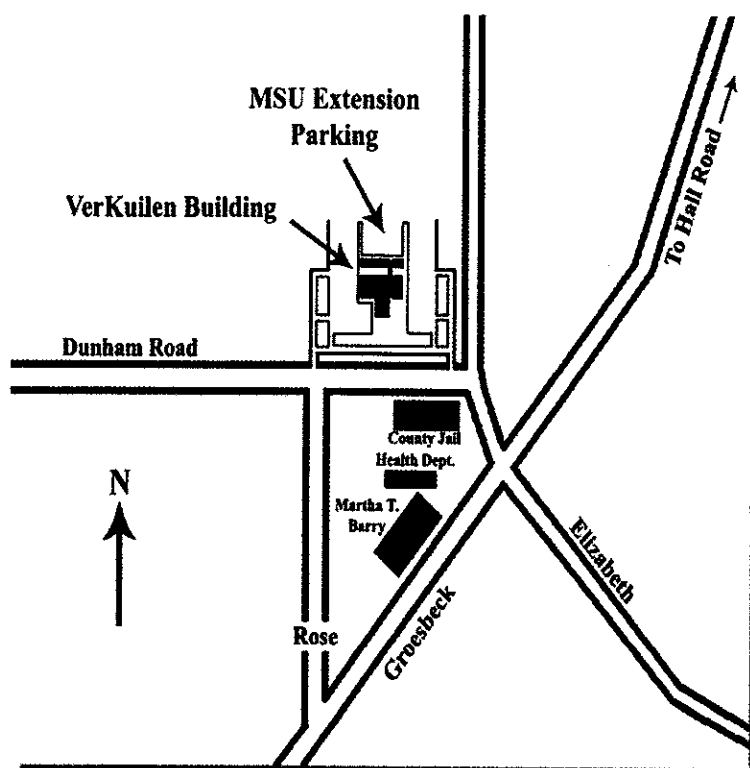 MSU Extension
Parking
VerKuilen Building
To Hall Road
Dunham Road
County Jail
Health Dept.
N
Martha T.
Barry
Elizabeth
Rose
Groesbeck